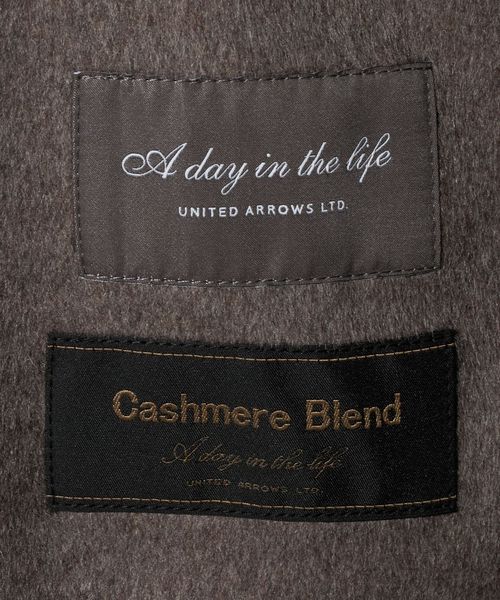 A day in the life
UNITED ARROWS LTD.
Cashmere Blend
A day in the life
UNITED ARROWS LTD.